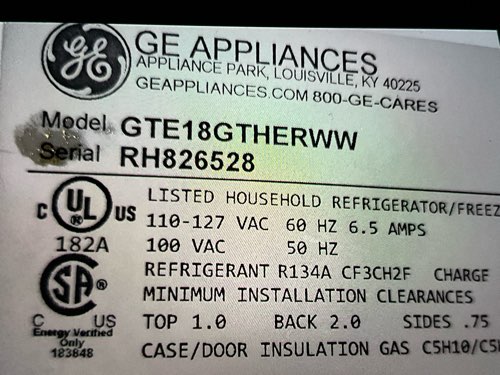 GE
GE APPLIANCES
APPLIANCE PARK, LOUISVILLE, KY 40225
GEAPPLIANCES.COM 800-GE-CARES
Model GTE18GTHERWW
Serial RH826528
C UL US
182A
LISTED HOUSEHOLD REFRIGERATOR/FREEZ
110-127 VAC 60 HZ 6.5 AMPS
100 VAC 50 HZ
SA®
C US
Energy Verified
Only
183848
REFRIGERANT R134A CF3CH2F CHARGE
MINIMUM INSTALLATION CLEARANCES
TOP 1.0 BACK 2.0 SIDES .75
CASE/DOOR INSULATION GAS C5H10/C5